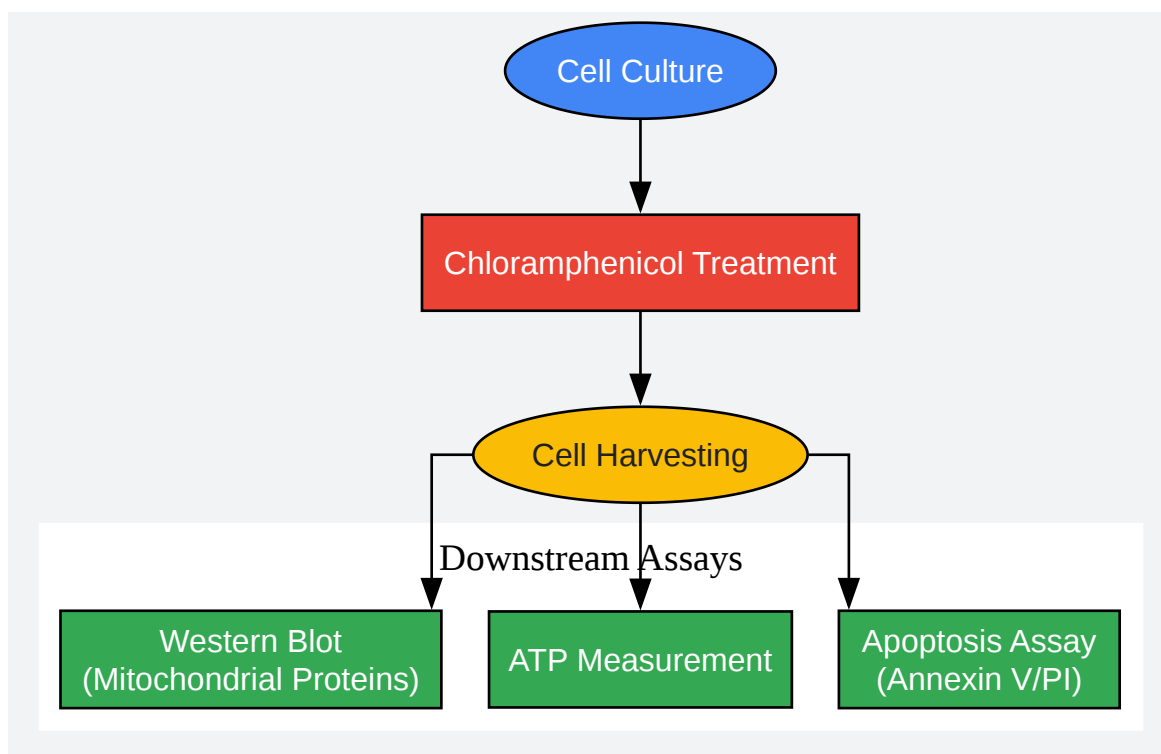 Cell Culture
Chloramphenicol Treatment
Cell Harvesting
Downstream Assays
Western Blot
(Mitochondrial Proteins)
ATP Measurement
Apoptosis Assay
(Annexin V/PI)